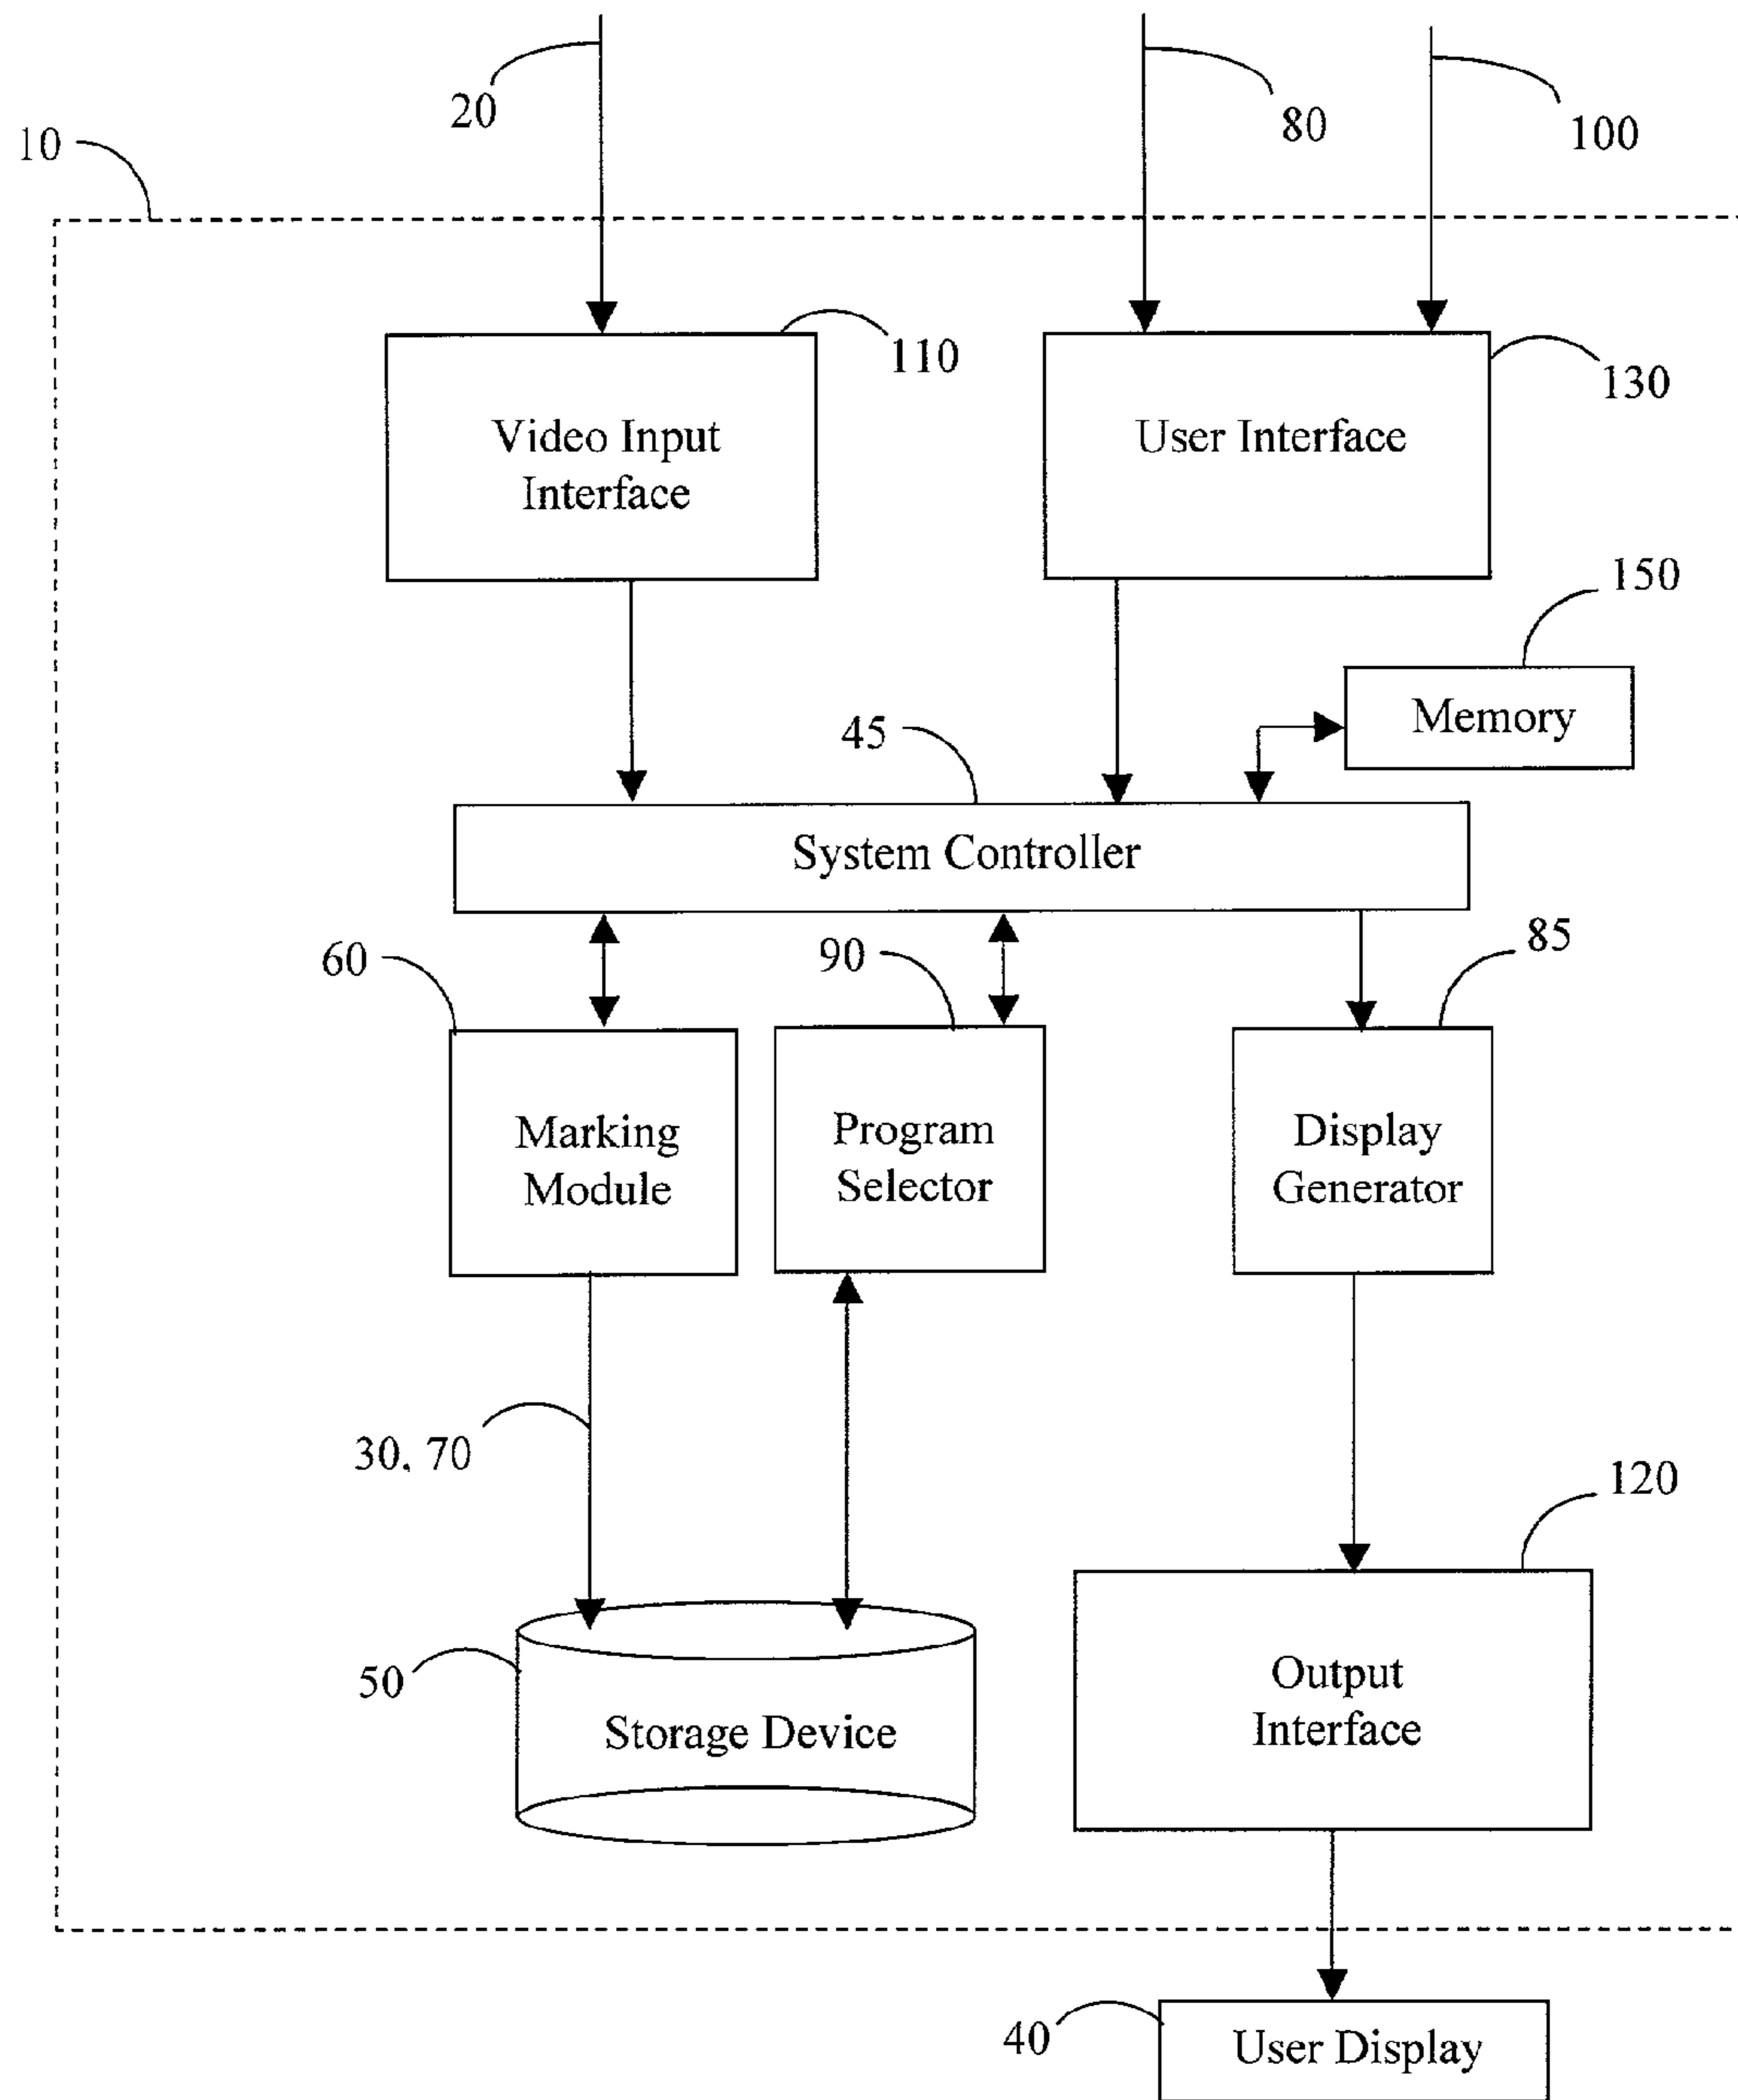 20
80
100
10
110
130
Video Input
Interface
User Interface
150
Memory
45
System Controller
60
90
85
Marking
Module
Program
Selector
Display
Generator
30, 70
120
50
Storage Device
Output
Interface
40
User Display